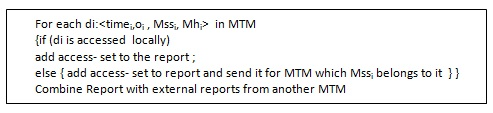 For each di:<timeᵢ,oᵢ , Mssᵢ, Mhᵢ> in MTM
{if (di is accessed locally)
add access- set to the report ;
else { add access- set to report and send it for MTM which Mssᵢ belongs to it } }
Combine Report with external reports from another MTM